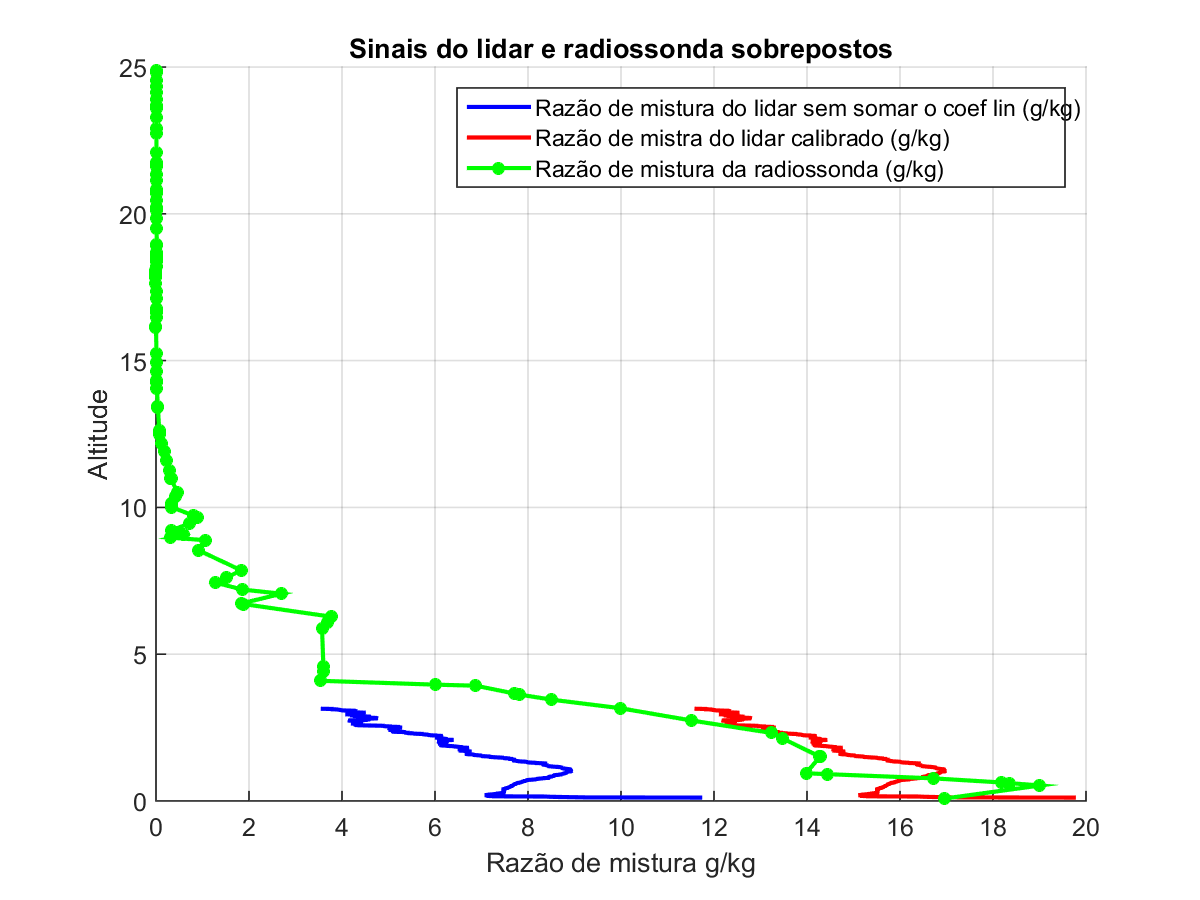 Sinais do lidar e radiossonda sobrepostos
25
Razão de mistura do lidar sem somar o coef lin (g/kg)
Razão de mistra do lidar calibrado (g/kg)
Razão de mistura da radiossonda (g/kg)
20
15
Altitude
10
5
0
0 2 4 6 8 10 12 14 16 18 20
Razão de mistura g/kg